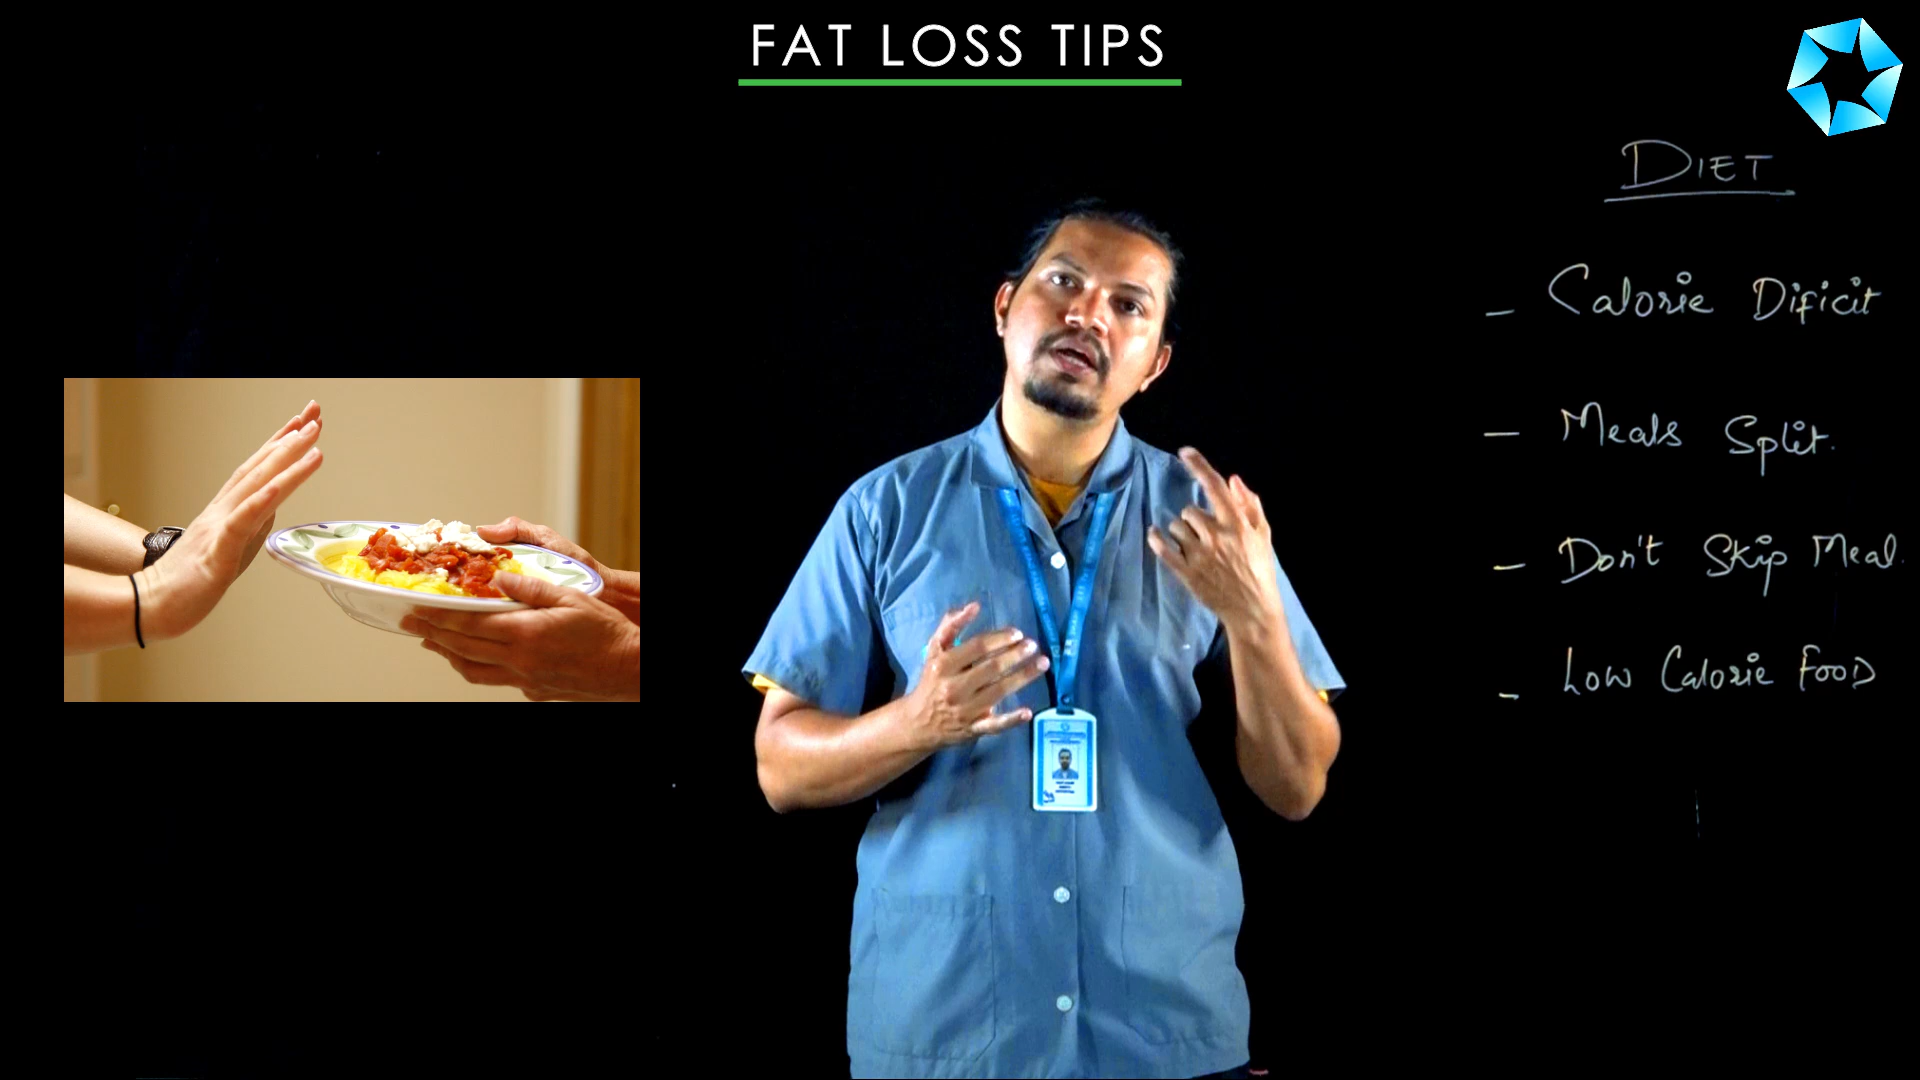 FAT LOSS TIPS
DIET
- Calorie Dificit
- Meals Split.
- Don't Skip Meal.
- Low Calorie Food